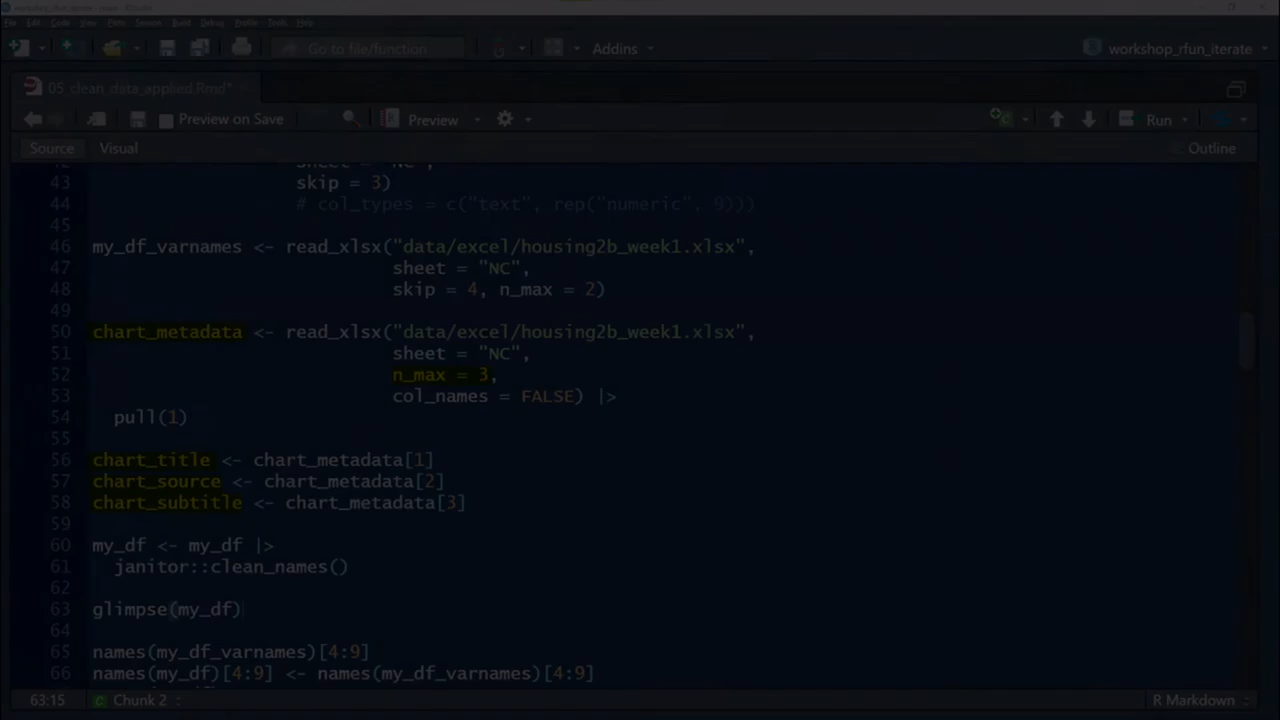 File Edit Code View Plots Session Build Debug Profile Tools Help
Go to file/function
Addins
workshop_rfun_iterate
05_clean_data_applied.Rmd*
Preview on Save
Preview
Run
Source Visual
Outline
43 skip = 3)
44 # col_types = c("text", rep("numeric", 9)))
45
46 my_df_varnames <- read_xlsx("data/excel/housing2b_week1.xlsx",
47 sheet = "NC",
48 skip = 4, n_max = 2)
49
50 chart_metadata <- read_xlsx("data/excel/housing2b_week1.xlsx",
51 sheet = "NC",
52 n_max = 3,
53 col_names = FALSE) |>
54 pull(1)
55
56 chart_title <- chart_metadata[1]
57 chart_source <- chart_metadata[2]
58 chart_subtitle <- chart_metadata[3]
59
60 my_df <- my_df |>
61 janitor::clean_names()
62
63 glimpse(my_df)
64
65 names(my_df_varnames)[4:9]
66 names(my_df)[4:9] <- names(my_df_varnames)[4:9]
63:15 Chunk 2 R Markdown